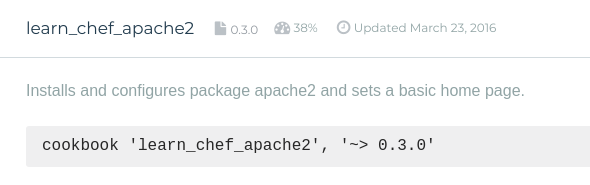 learn_chef_apache2 0.3.0 38% Updated March 23, 2016
Installs and configures package apache2 and sets a basic home page.
cookbook 'learn_chef_apache2', '~> 0.3.0'